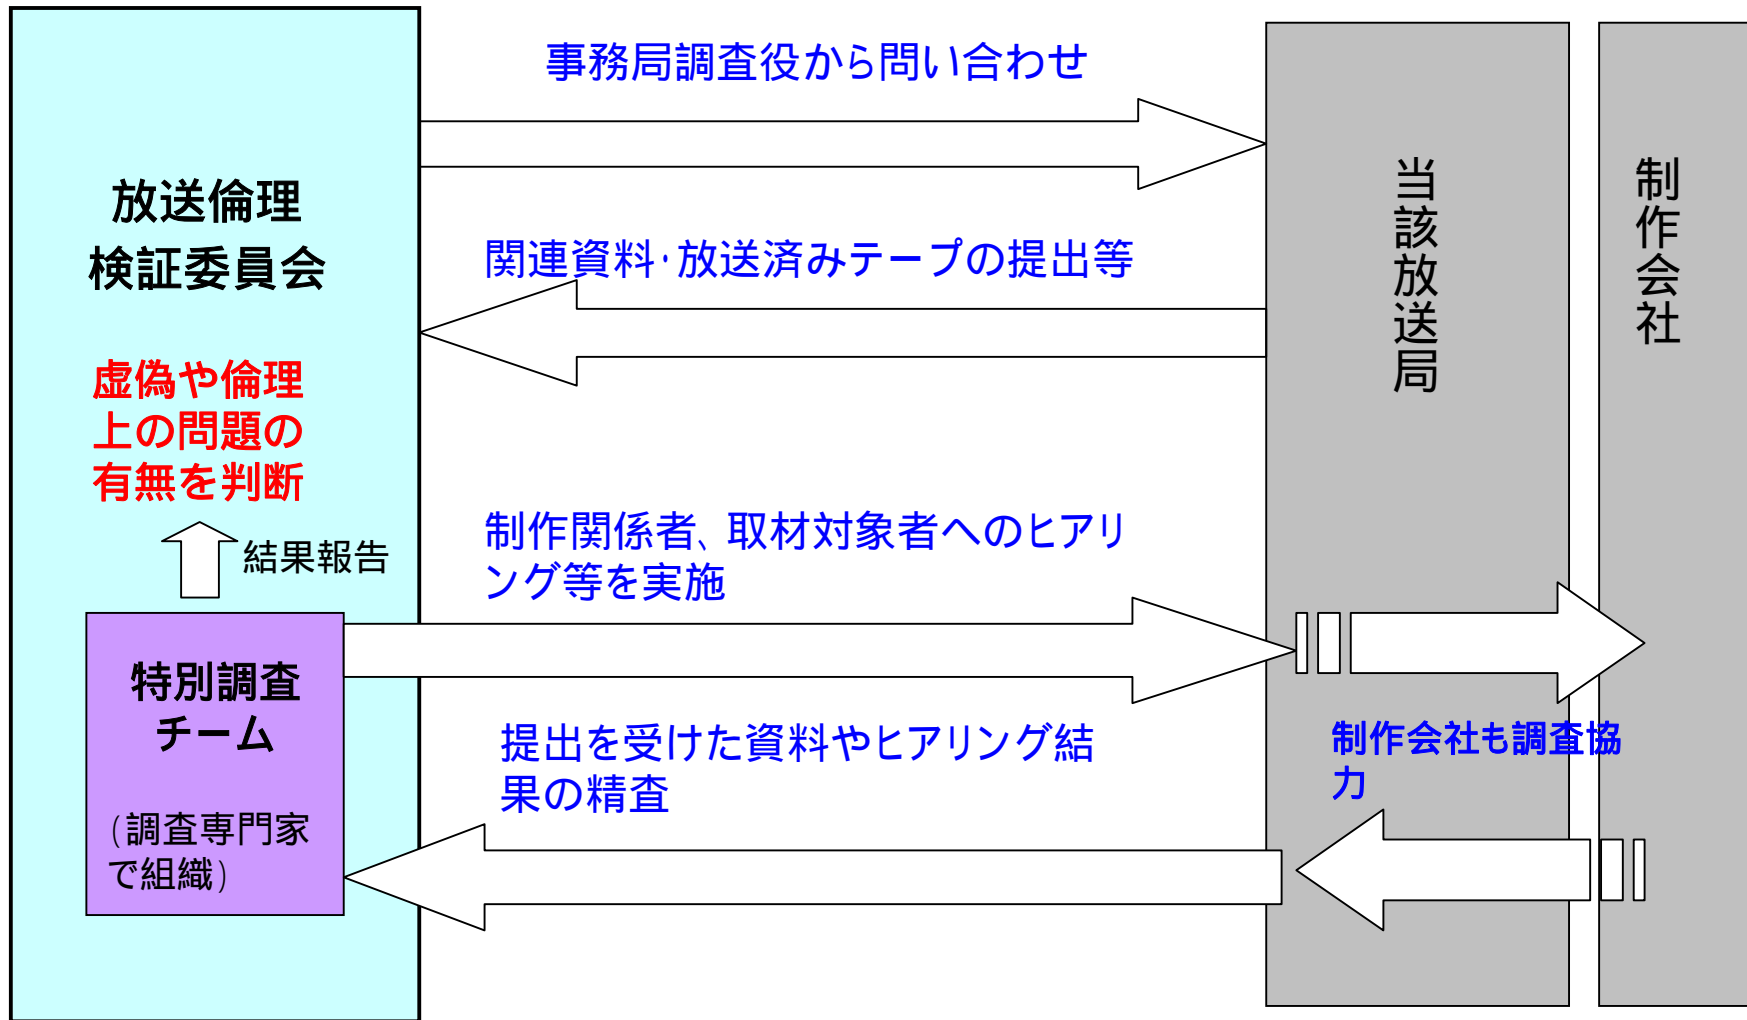 事務局調査役から問い合わせ
放送倫理
検証委員会
関連資料・放送済みテープの提出等
虚偽や倫理
上の問題の
有無を判断
結果報告
制作関係者、取材対象者へのヒアリ
ング等を実施
特別調査
チーム
(調査専門家
で組織)
提出を受けた資料やヒアリング結
果の精査
当該放送局
制作会社
制作会社も調査協
力